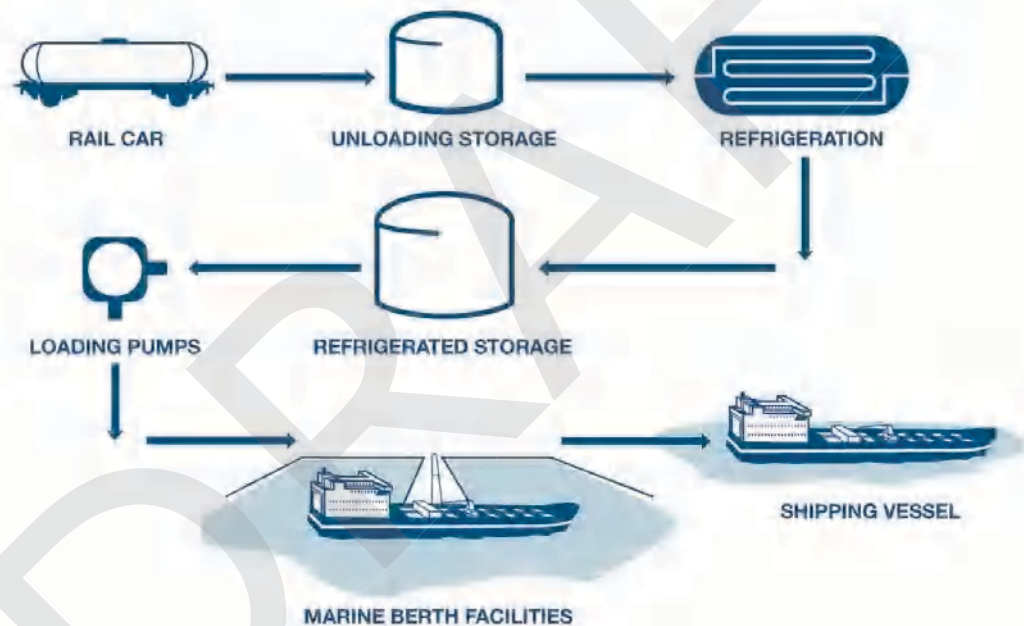 RAIL CAR
UNLOADING STORAGE
REFRIGERATION
LOADING PUMPS
REFRIGERATED STORAGE
SHIPPING VESSEL
MARINE BERTH FACILITIES
DRAFT